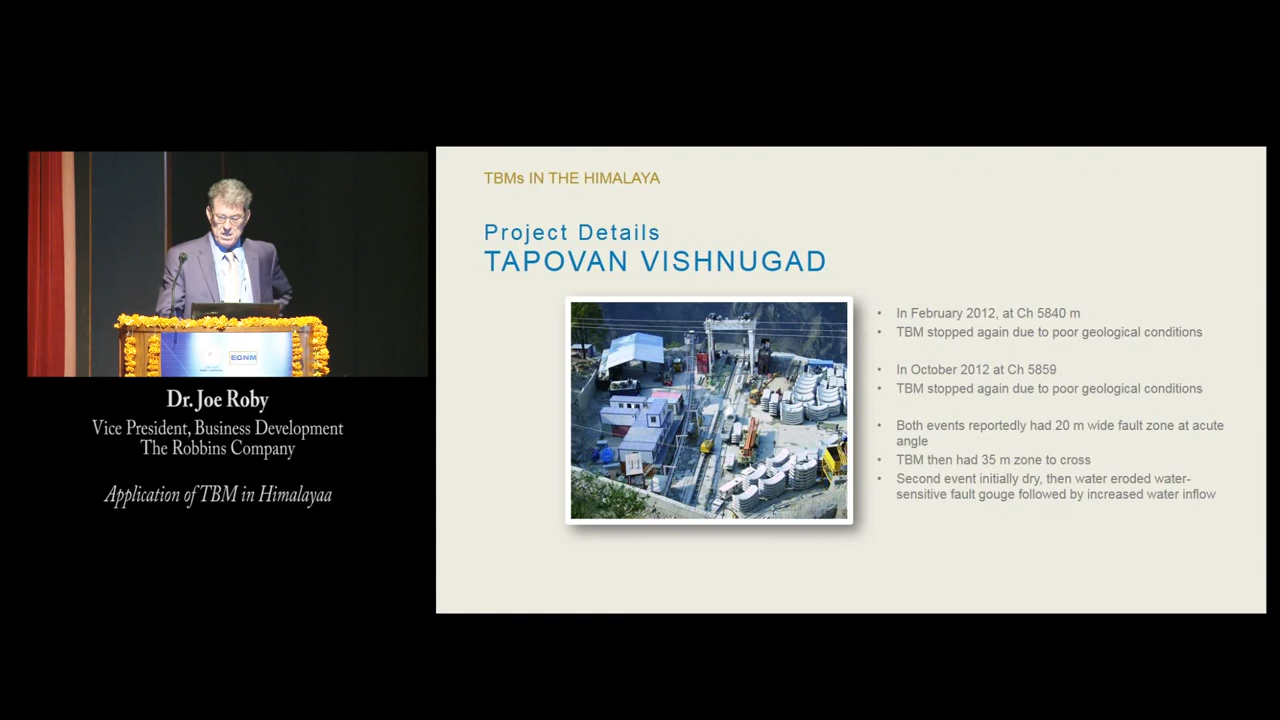 TBMs IN THE HIMALAYA
Project Details
TAPOVAN VISHNUGAD
• In February 2012, at Ch 5840 m
• TBM stopped again due to poor geological conditions
• In October 2012 at Ch 5859
• TBM stopped again due to poor geological conditions
• Both events reportedly had 20 m wide fault zone at acute
angle
• TBM then had 35 m zone to cross
• Second event initially dry, then water eroded water-
sensitive fault gouge followed by increased water inflow
EGNM
Dr. Joe Roby
Vice President, Business Development
The Robbins Company
Application of TBM in Himalayaa